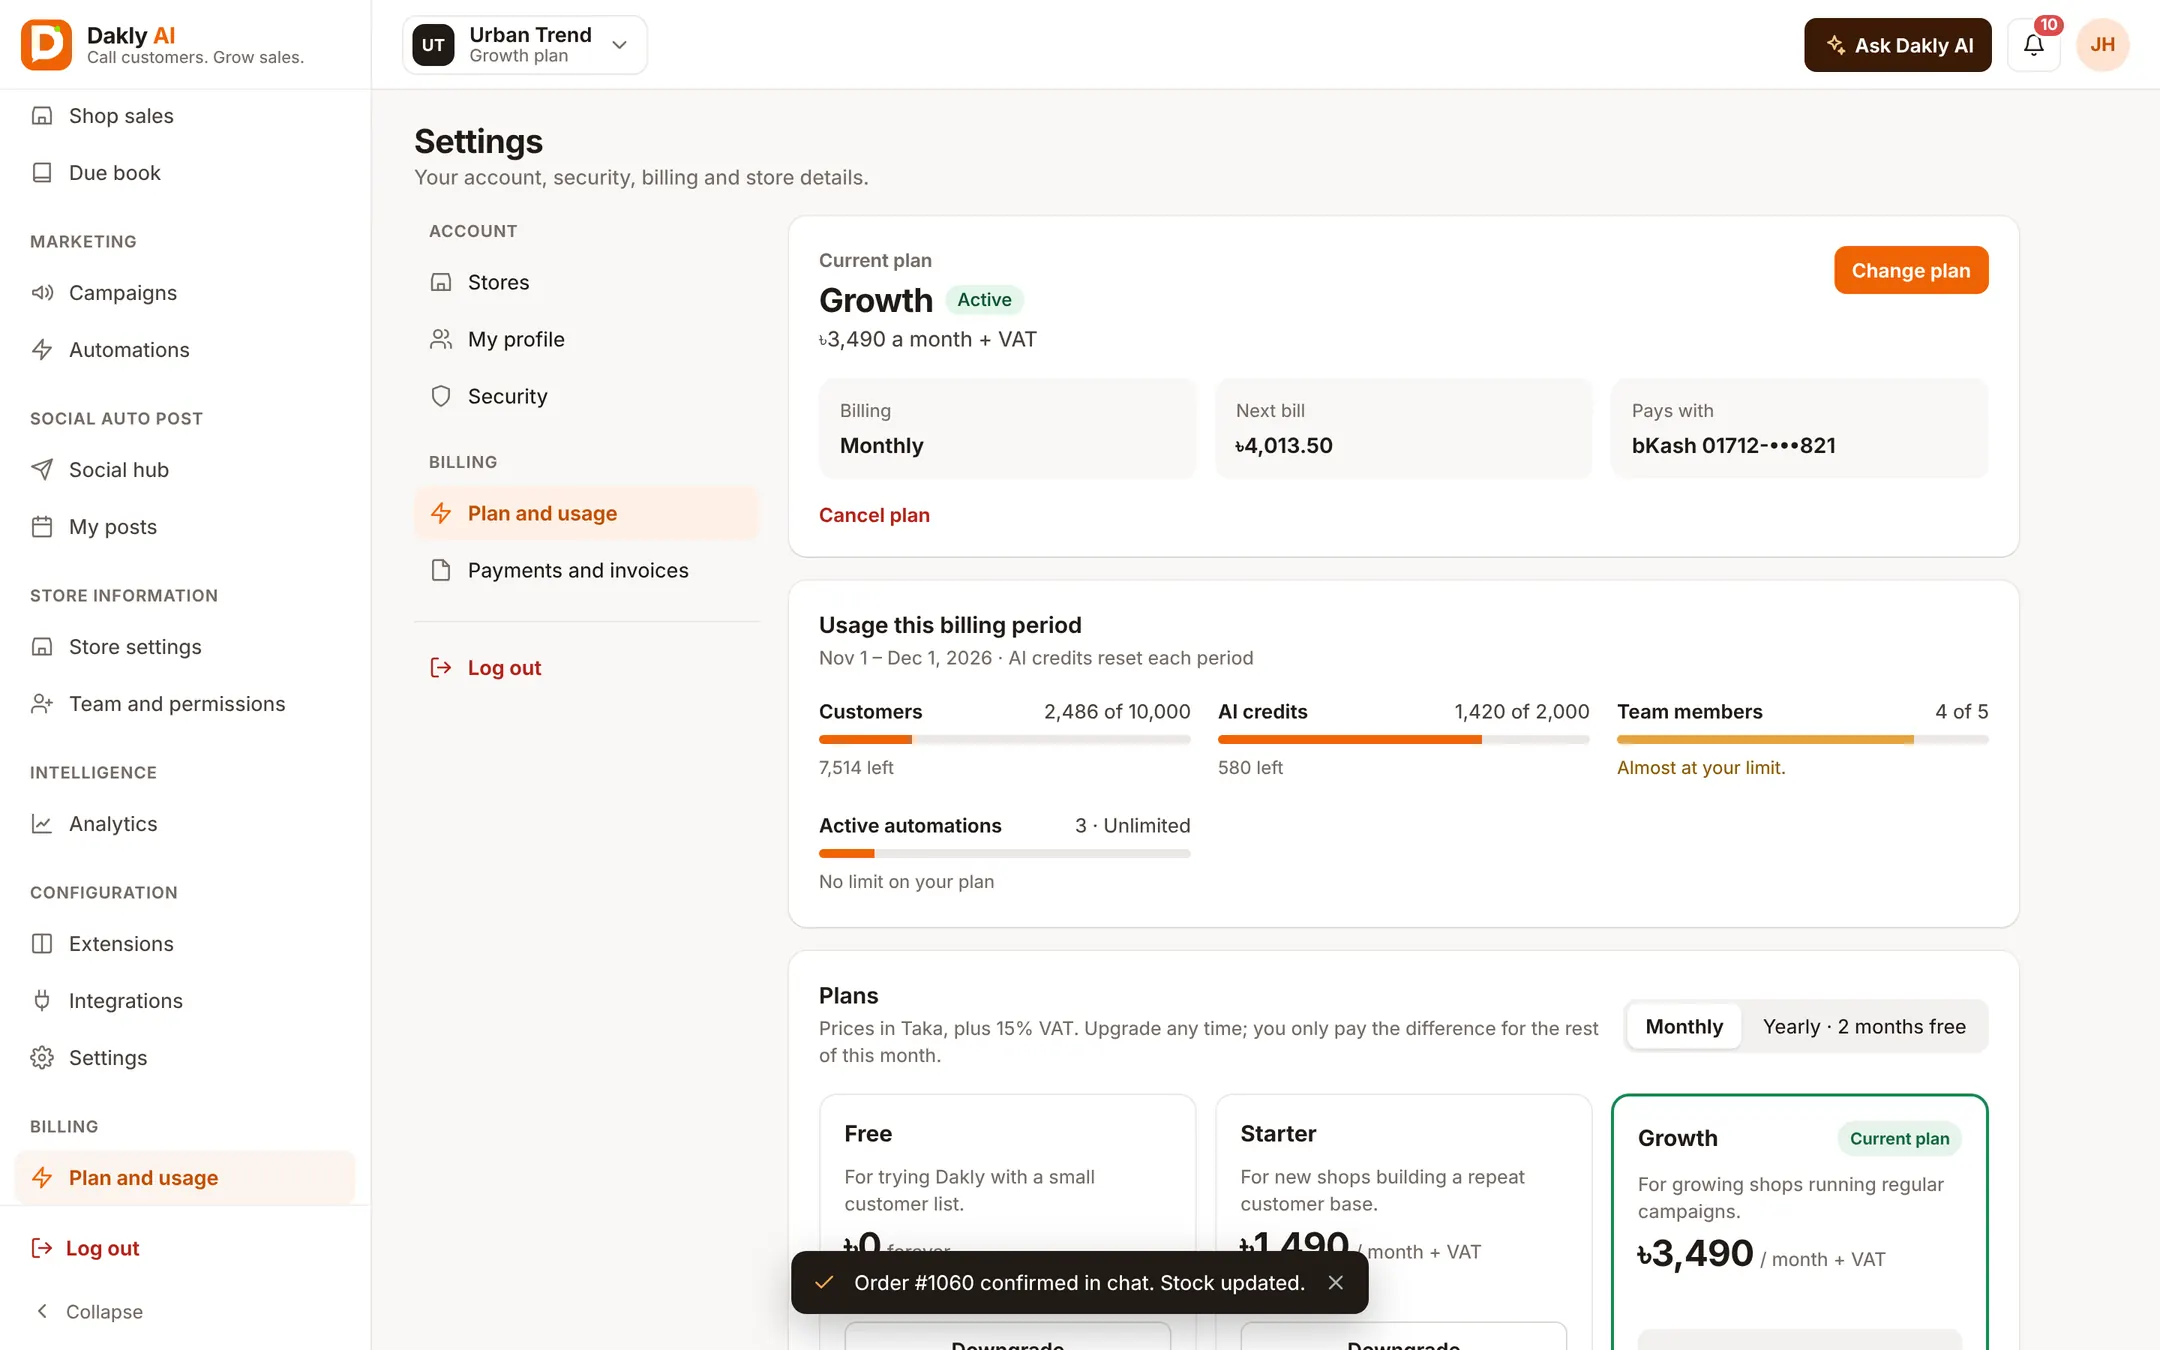 Dakly AI
Call customers. Grow sales.
UT
Urban Trend
Growth plan
Ask Dakly AI
10
JH
Shop sales
Due book
MARKETING
Campaigns
Automations
SOCIAL AUTO POST
Social hub
My posts
STORE INFORMATION
Store settings
Team and permissions
INTELLIGENCE
Analytics
CONFIGURATION
Extensions
Integrations
Settings
BILLING
Plan and usage
Log out
Collapse
Settings
Your account, security, billing and store details.
ACCOUNT
Stores
My profile
Security
BILLING
Plan and usage
Payments and invoices
Log out
Current plan
Growth Active
৳3,490 a month + VAT
Change plan
Billing
Monthly
Next bill
৳4,013.50
Pays with
bKash 01712-•••821
Cancel plan
Usage this billing period
Nov 1 – Dec 1, 2026 · AI credits reset each period
Customers 2,486 of 10,000
7,514 left
AI credits 1,420 of 2,000
580 left
Team members 4 of 5
Almost at your limit.
Active automations 3 · Unlimited
No limit on your plan
Plans
Prices in Taka, plus 15% VAT. Upgrade any time; you only pay the difference for the rest
of this month.
Monthly Yearly · 2 months free
Free
For trying Dakly with a small
customer list.
৳0 forever
Downgrade
Starter
For new shops building a repeat
customer base.
৳1,490 / month + VAT
Downgrade
Growth Current plan
For growing shops running regular
campaigns.
৳3,490 / month + VAT
Order #1060 confirmed in chat. Stock updated.